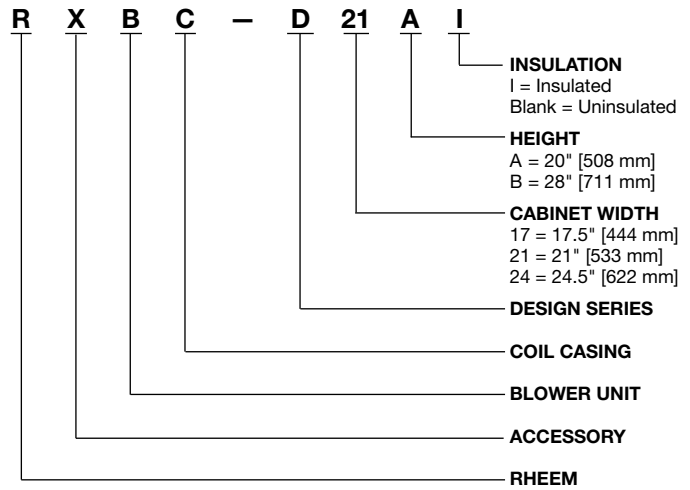 R X B C – D 21 A I
INSULATION
I = Insulated
Blank = Uninsulated
HEIGHT
A = 20" [508 mm]
B = 28" [711 mm]
CABINET WIDTH
17 = 17.5" [444 mm]
21 = 21" [533 mm]
24 = 24.5" [622 mm]
DESIGN SERIES
COIL CASING
BLOWER UNIT
ACCESSORY
RHEEM